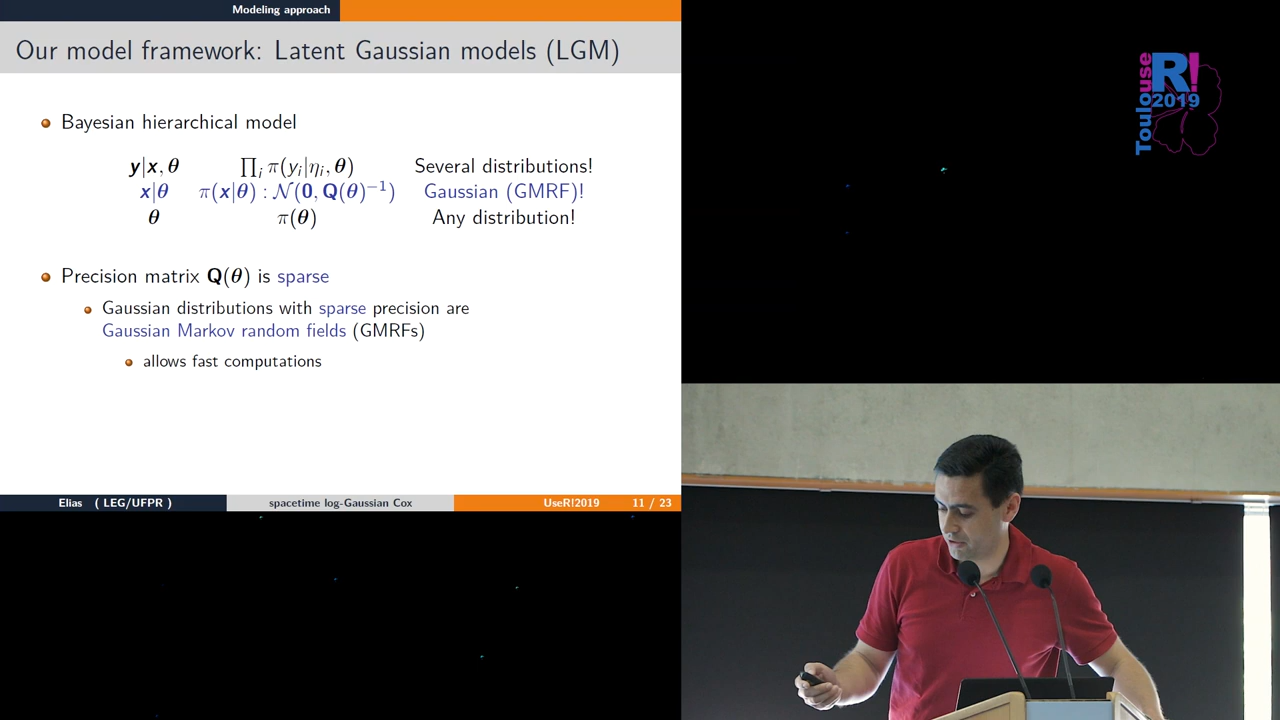 Modeling approach
Our model framework: Latent Gaussian models (LGM)
Bayesian hierarchical model
y|x, θ ∏ᵢ π(yᵢ|ηᵢ, θ) Several distributions!
x|θ π(x|θ) : N(0, Q(θ)⁻¹) Gaussian (GMRF)!
θ π(θ) Any distribution!
Precision matrix Q(θ) is sparse
Gaussian distributions with sparse precision are
Gaussian Markov random fields (GMRFs)
allows fast computations
Elias ( LEG/UFPR ) spacetime log-Gaussian Cox UseR!2019 11 / 23
Toulouse
R!
2019